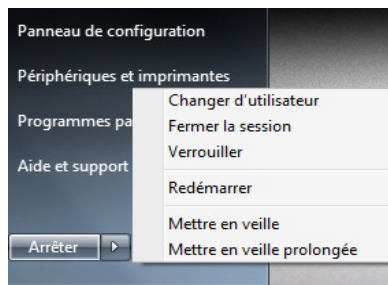 Panneau de configuration
Périphériques et imprimantes
Programmes pa
Aide et support
Changer d'utilisateur
Fermer la session
Verrouiller
Redémarrer
Mettre en veille
Mettre en veille prolongée
Arrêter